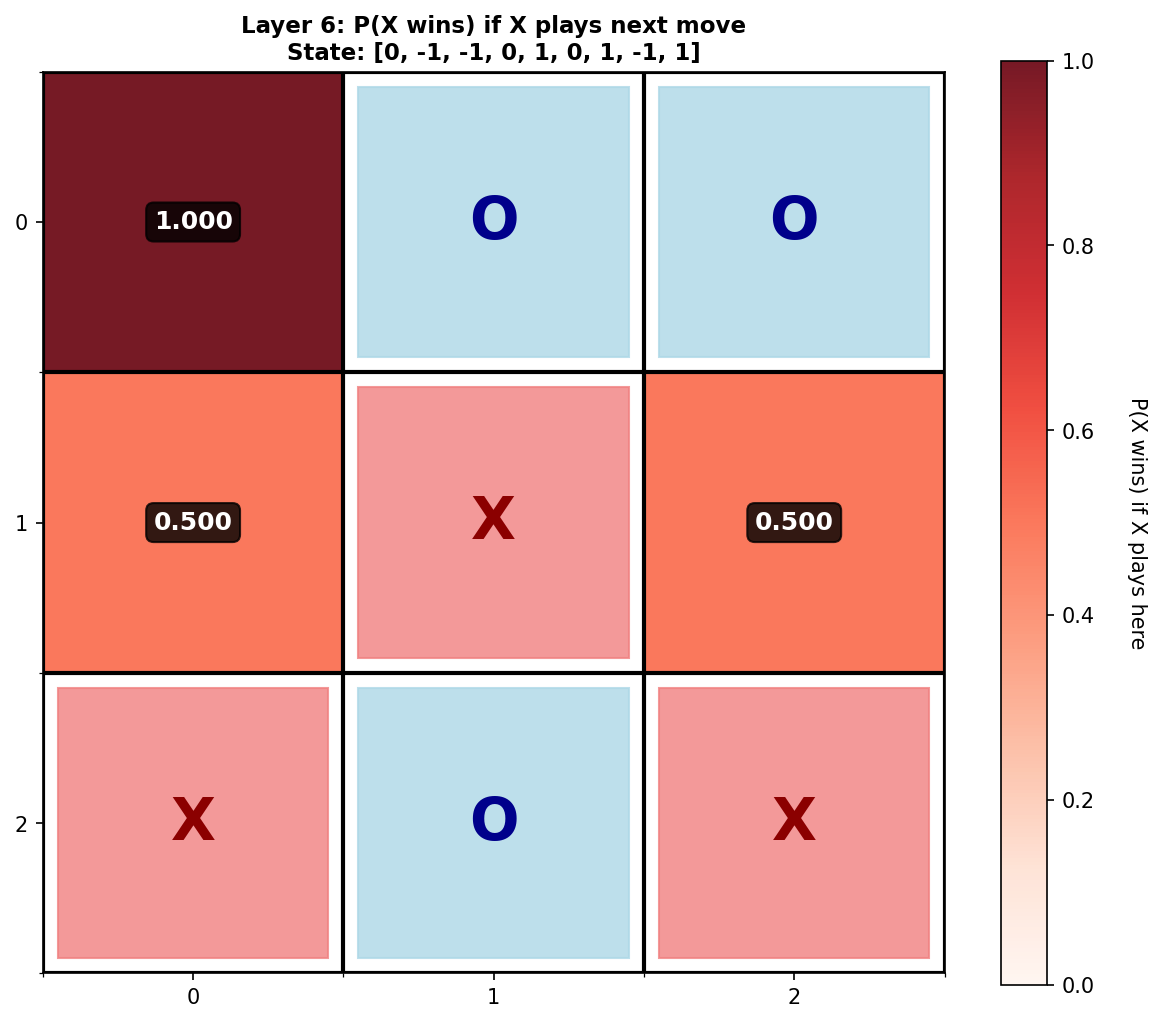 Layer 6: P(X wins) if X plays next move
State: [0, -1, -1, 0, 1, 0, 1, -1, 1]
1.000 O O
0.500 X 0.500
X O X
0
1
2
0 1 2
1.0
0.8
0.6
0.4
0.2
0.0
P(X wins) if X plays here